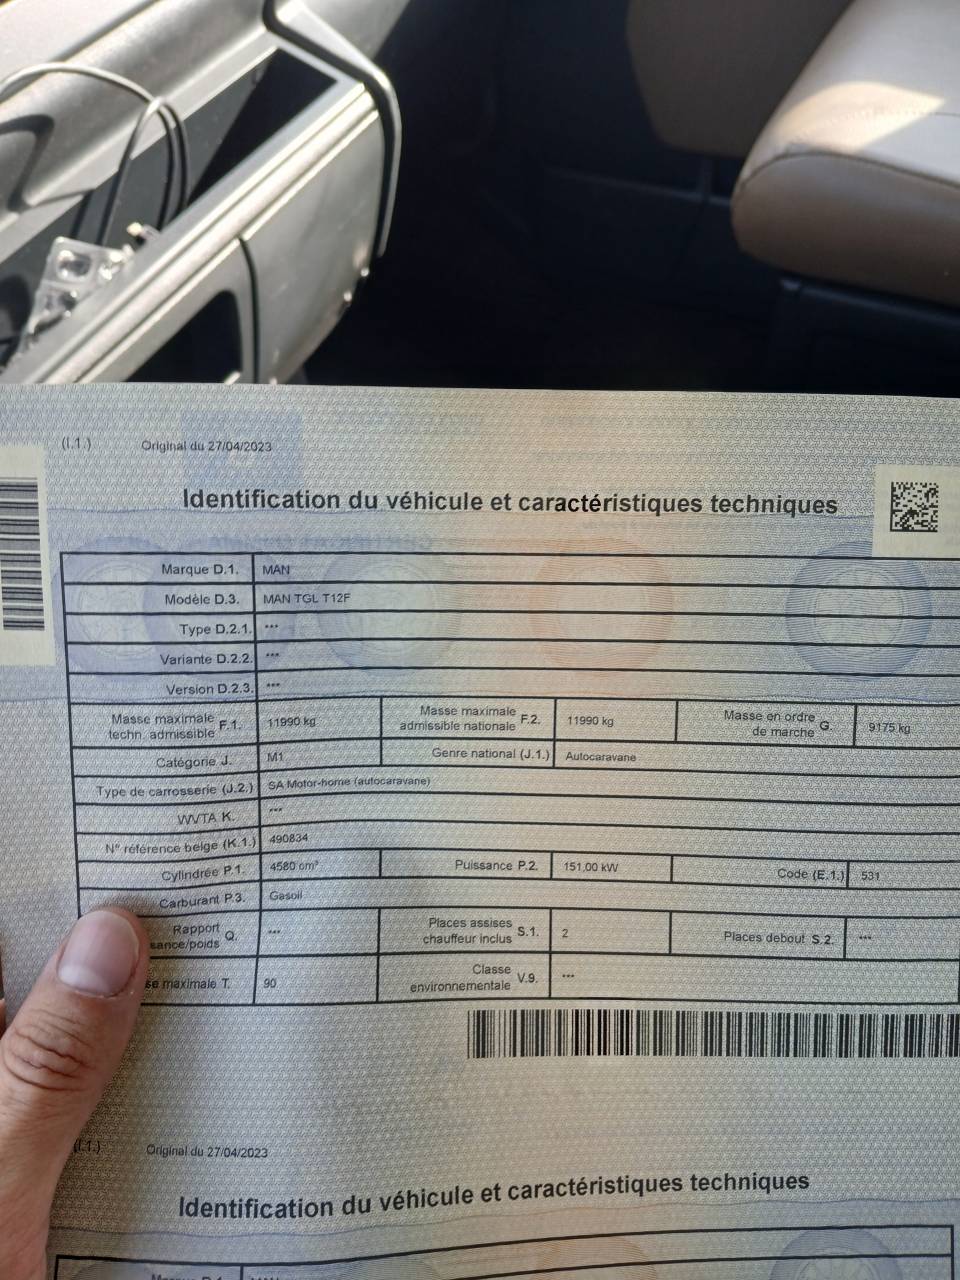 (I.1.) Original du 27/04/2023
Identification du véhicule et caractéristiques techniques
Marque D.1. MAN
Modèle D.3. MAN TGL T12F
Type D.2.1. ***
Variante D.2.2. ***
Version D.2.3. ***
Masse maximale
techn. admissible F.1. 11990 kg
Masse maximale
admissible nationale F.2. 11990 kg
Masse en ordre
de marche G. 9175 kg
Catégorie J. M1 Genre national (J.1.) Autocaravane
Type de carrosserie (J.2.) SA Motor-home (autocaravane)
WVTA K. ***
N° référence belge (K.1.) 490834
Cylindrée P.1. 4580 cm³ Puissance P.2. 151,00 kW Code (E.1.) 531
Carburant P.3. Gasoil
Rapport
sance/poids Q. ***
Places assises
chauffeur inclus S.1. 2
Places debout S.2. ***
se maximale T. 90
Classe
environnementale V.9. ***
(I.1.) Original du 27/04/2023
Identification du véhicule et caractéristiques techniques